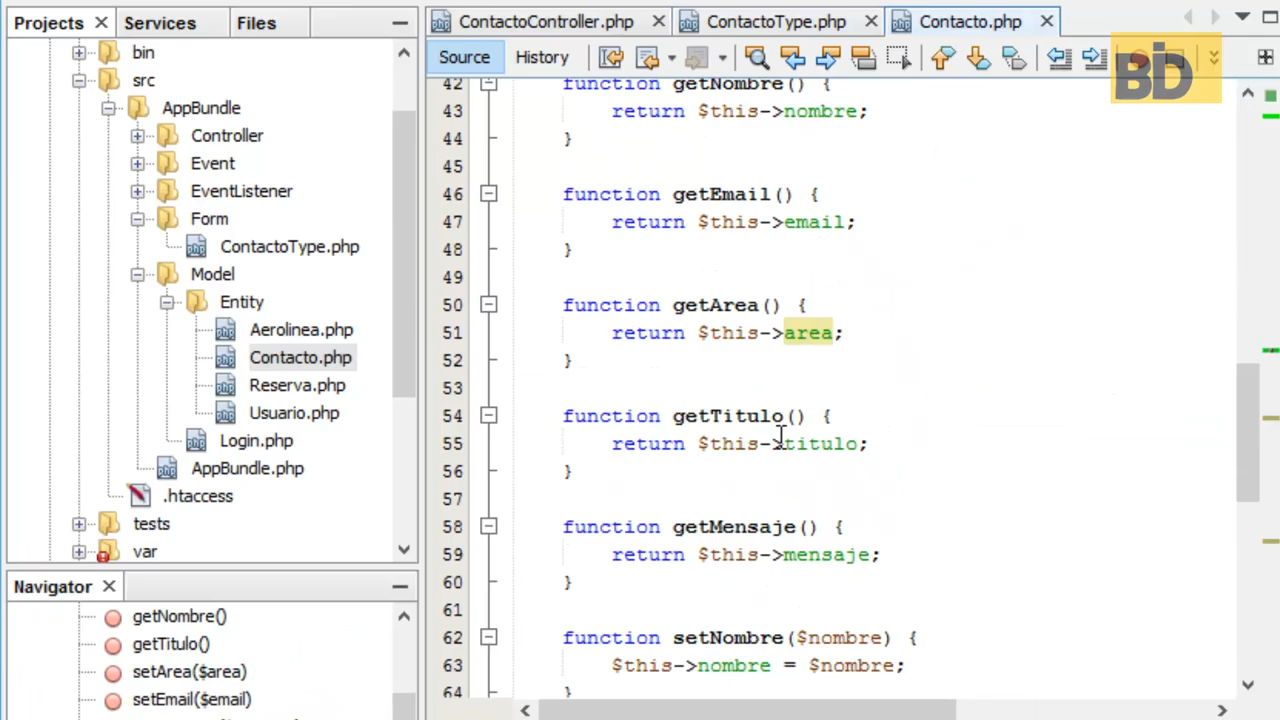 Projects
Services
Files
bin
src
AppBundle
Controller
Event
EventListener
Form
ContactoType.php
Model
Entity
Aerolinea.php
Contacto.php
Reserva.php
Usuario.php
Login.php
AppBundle.php
.htaccess
tests
var
Navigator
getNombre()
getTitulo()
setArea($area)
setEmail($email)
ContactoController.php
ContactoType.php
Contacto.php
Source
History
BD
42 function getNombre() {
43 return $this->nombre;
44 }
45
46 function getEmail() {
47 return $this->email;
48 }
49
50 function getArea() {
51 return $this->area;
52 }
53
54 function getTitulo() {
55 return $this->titulo;
56 }
57
58 function getMensaje() {
59 return $this->mensaje;
60 }
61
62 function setNombre($nombre) {
63 $this->nombre = $nombre;
64 }